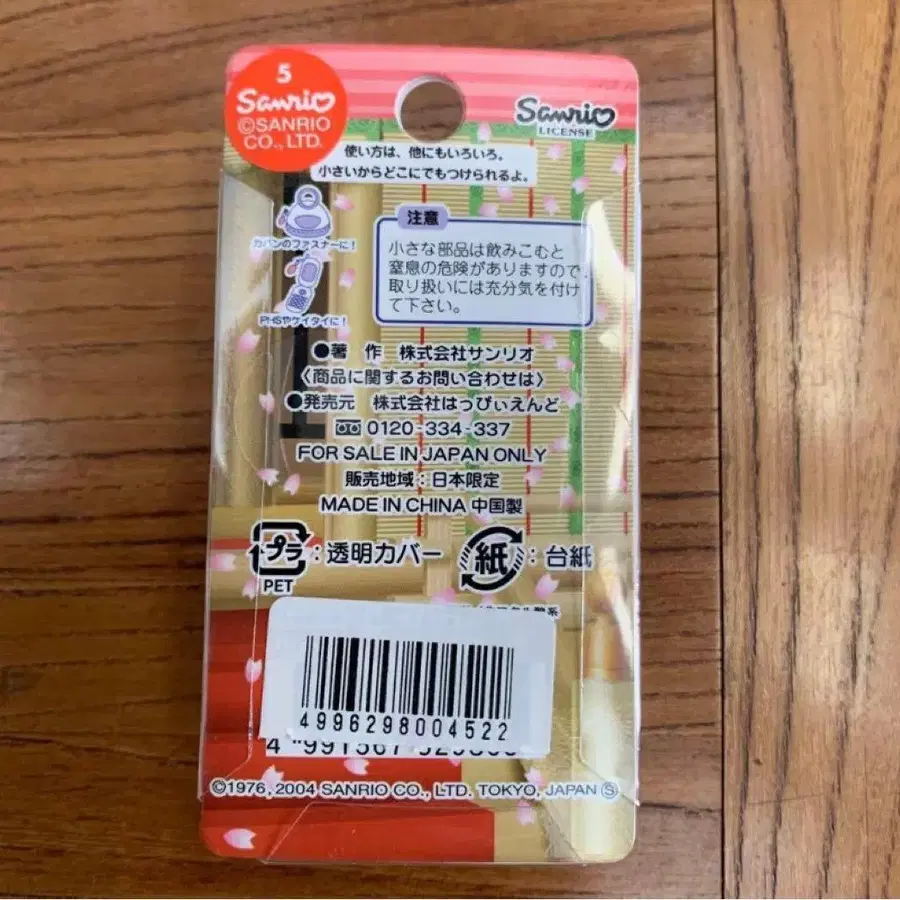 5
Sanrio
©SANRIO
CO., LTD.
Sanrio
LICENSE
使い方は、他にもいろいろ。
小さいからどこにでもつけられるよ。
カバンのファスナーに!
PHSやケイタイに!
注意
小さな部品は飲みこむと
窒息の危険がありますので
取り扱いには充分気を付け
て下さい。
●著 作 株式会社サンリオ
〈商品に関するお問い合わせは〉
●発売元 株式会社はっぴぃえんど
0120-334-337
FOR SALE IN JAPAN ONLY
販売地域:日本限定
MADE IN CHINA 中国製
プラ:透明カバー
PET
紙:台紙
4996298004522
4 991567
©1976, 2004 SANRIO CO., LTD. TOKYO, JAPAN Ⓢ